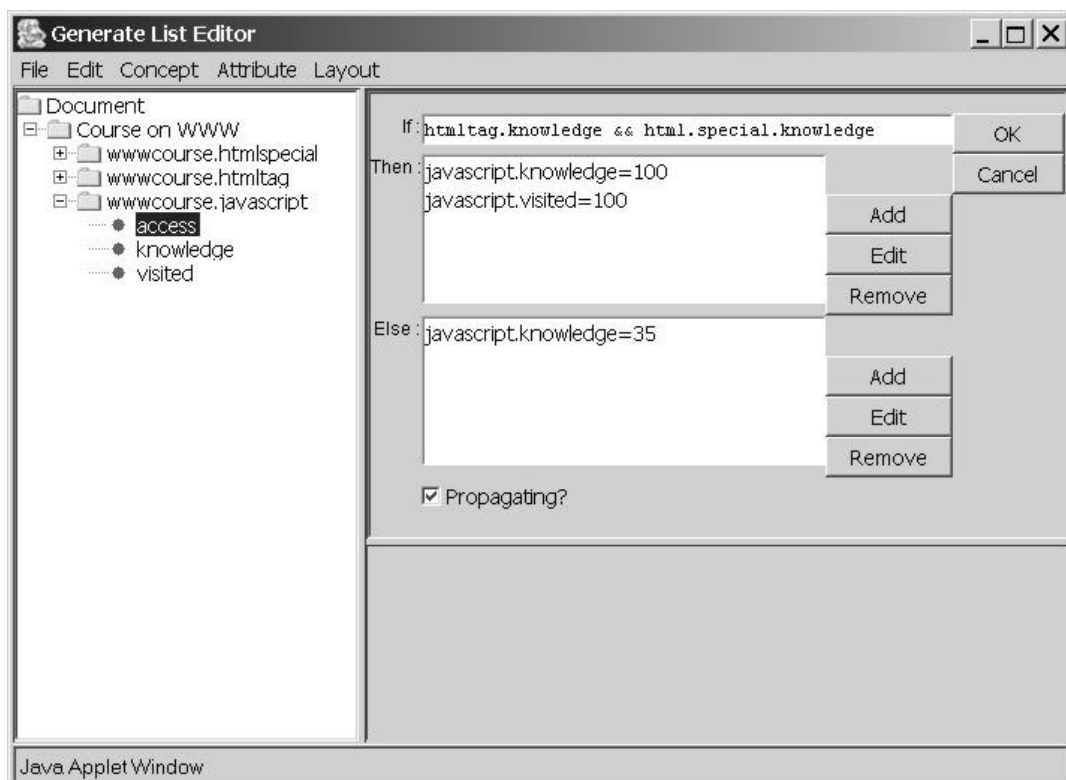 Generate List Editor
File Edit Concept Attribute Layout
Document
Course on WWW
wwwcourse.htmlspecial
wwwcourse.htmltag
wwwcourse.javascript
access
knowledge
visited
If : htmltag.knowledge && html.special.knowledge
OK
Cancel
Then : javascript.knowledge=100
javascript.visited=100
Add
Edit
Remove
Else : javascript.knowledge=35
Add
Edit
Remove
Propagating?
Java Applet Window